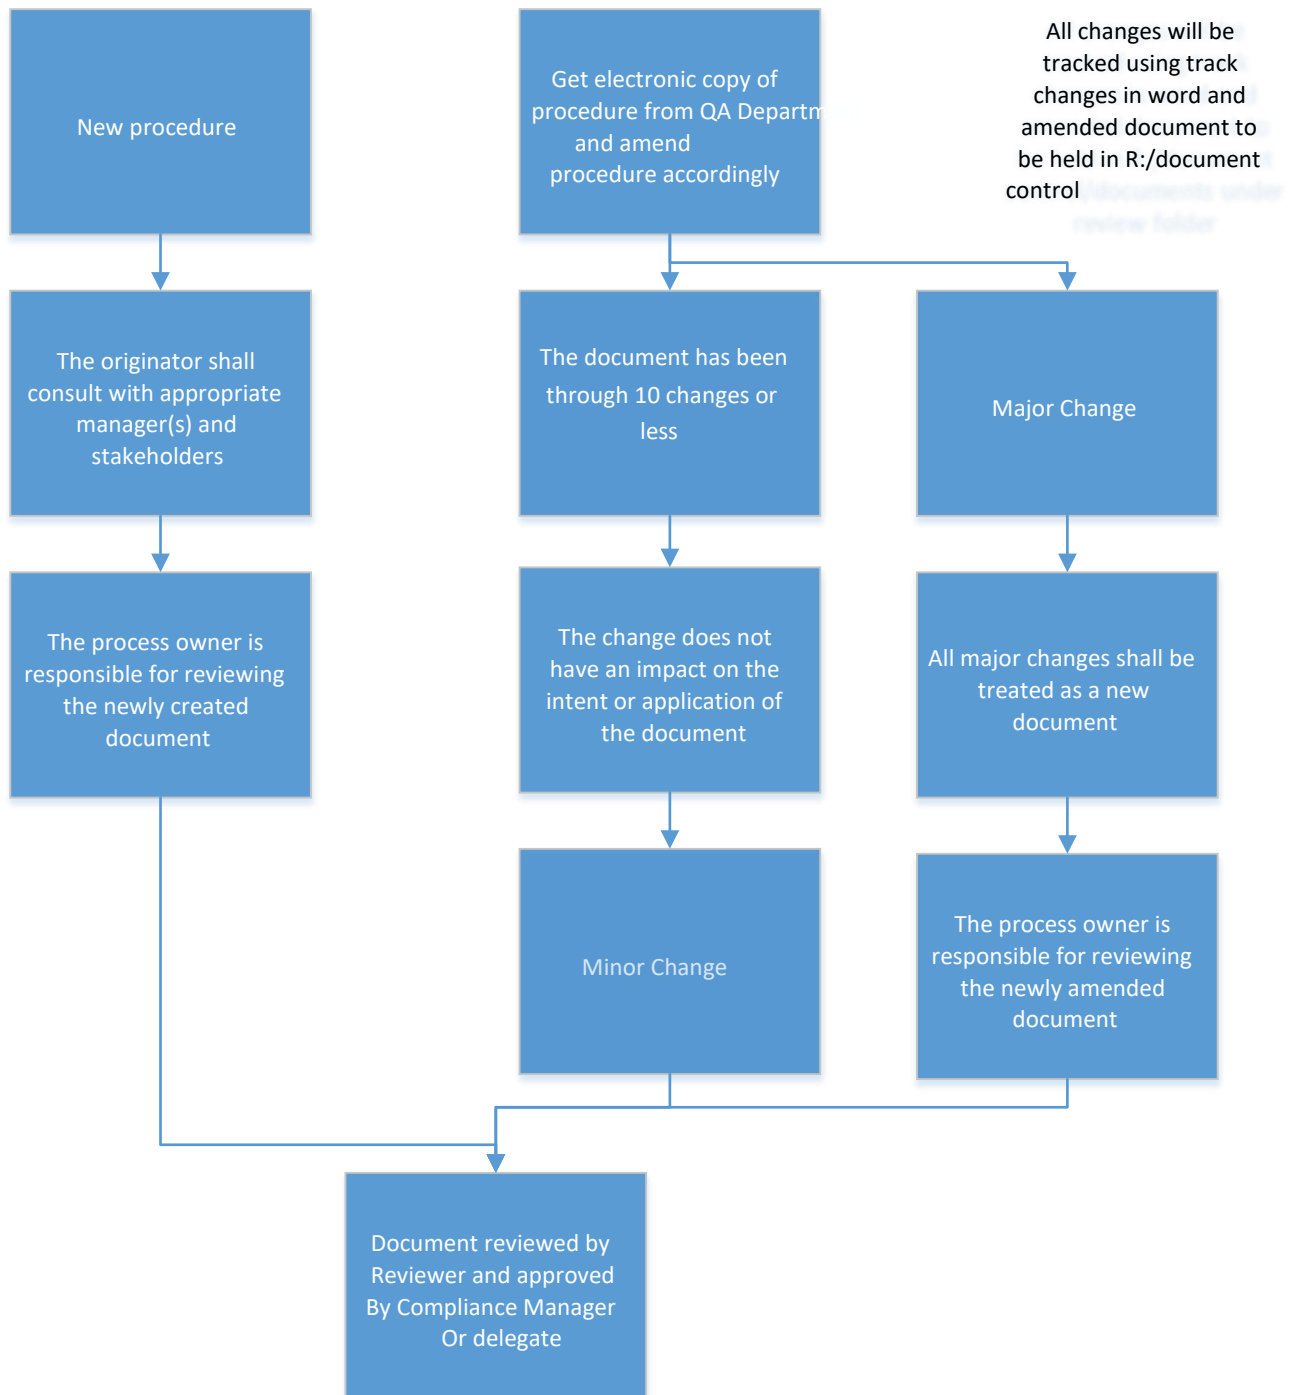 New procedure
Get electronic copy of
procedure from QA Departm
and amend
procedure accordingly
All changes will be
tracked using track
changes in word and
amended document to
be held in R:/document
control
/documents under
review folder
The originator shall
consult with appropriate
manager(s) and
stakeholders
The document has been
through 10 changes or
less
Major Change
The process owner is
responsible for reviewing
the newly created
document
The change does not
have an impact on the
intent or application of
the document
All major changes shall be
treated as a new
document
Minor Change
The process owner is
responsible for reviewing
the newly amended
document
Document reviewed by
Reviewer and approved
By Compliance Manager
Or delegate